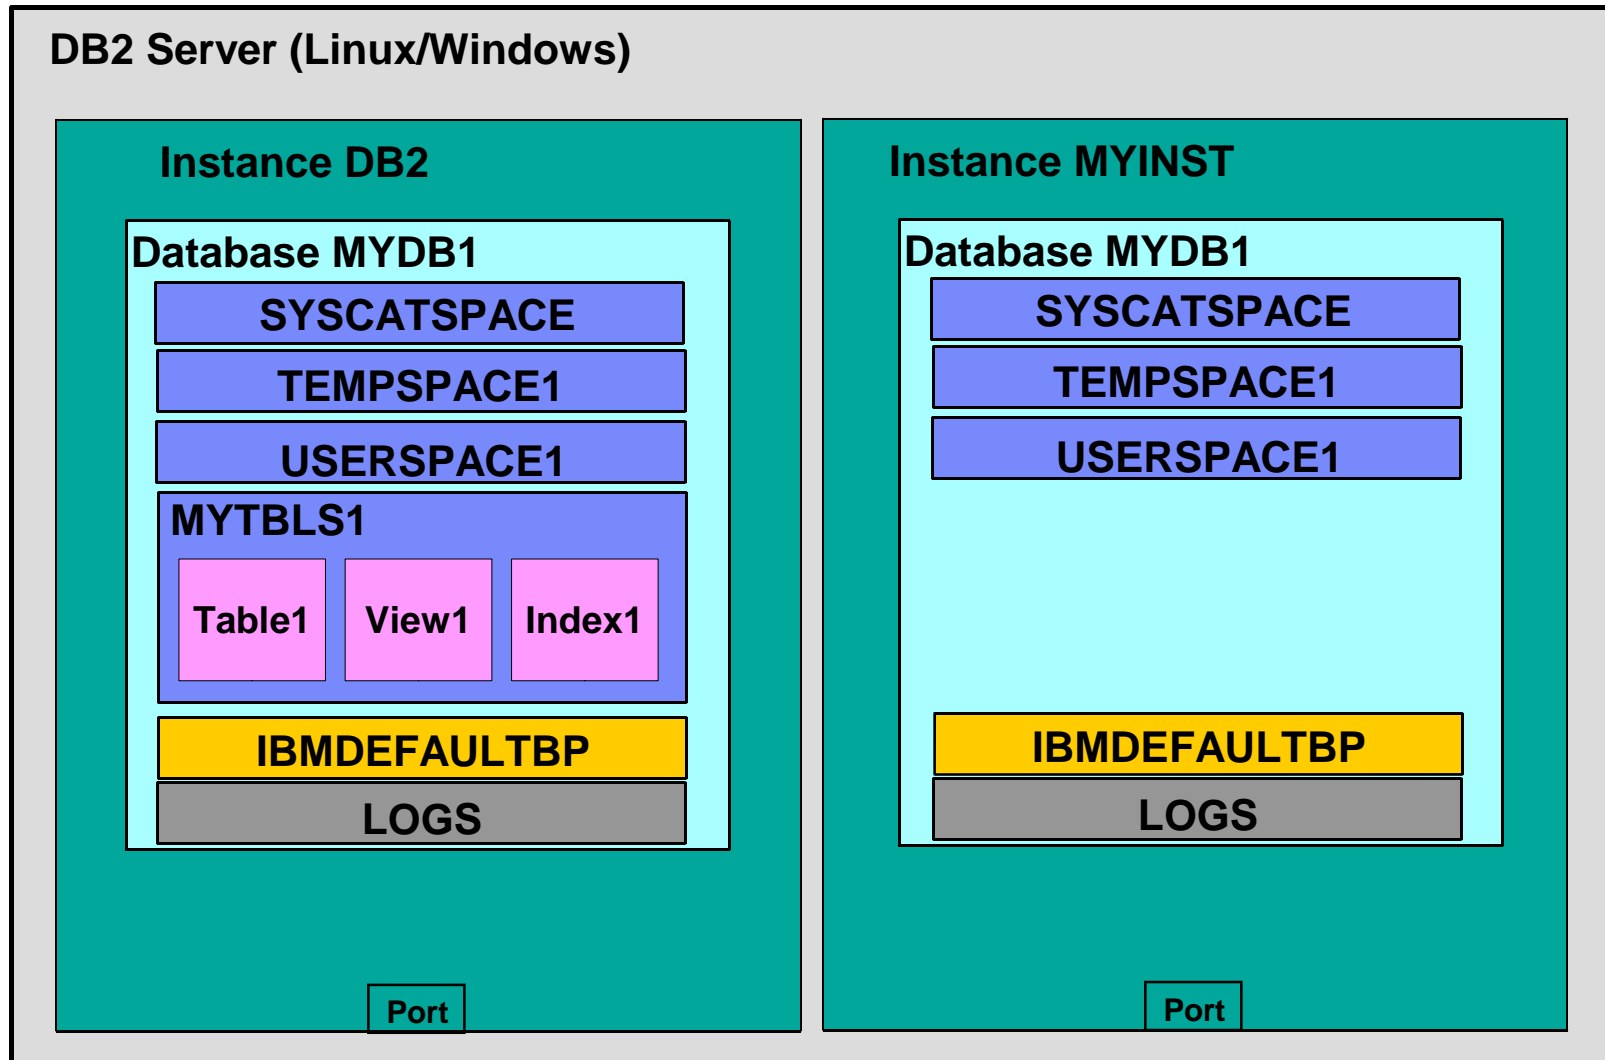 DB2 Server (Linux/Windows)
Instance DB2
Database MYDB1
SYSCATSPACE
TEMPSPACE1
USERSPACE1
MYTBLS1
Table1
View1
Index1
IBMDEFAULTBP
LOGS
Port
Instance MYINST
Database MYDB1
SYSCATSPACE
TEMPSPACE1
USERSPACE1
IBMDEFAULTBP
LOGS
Port